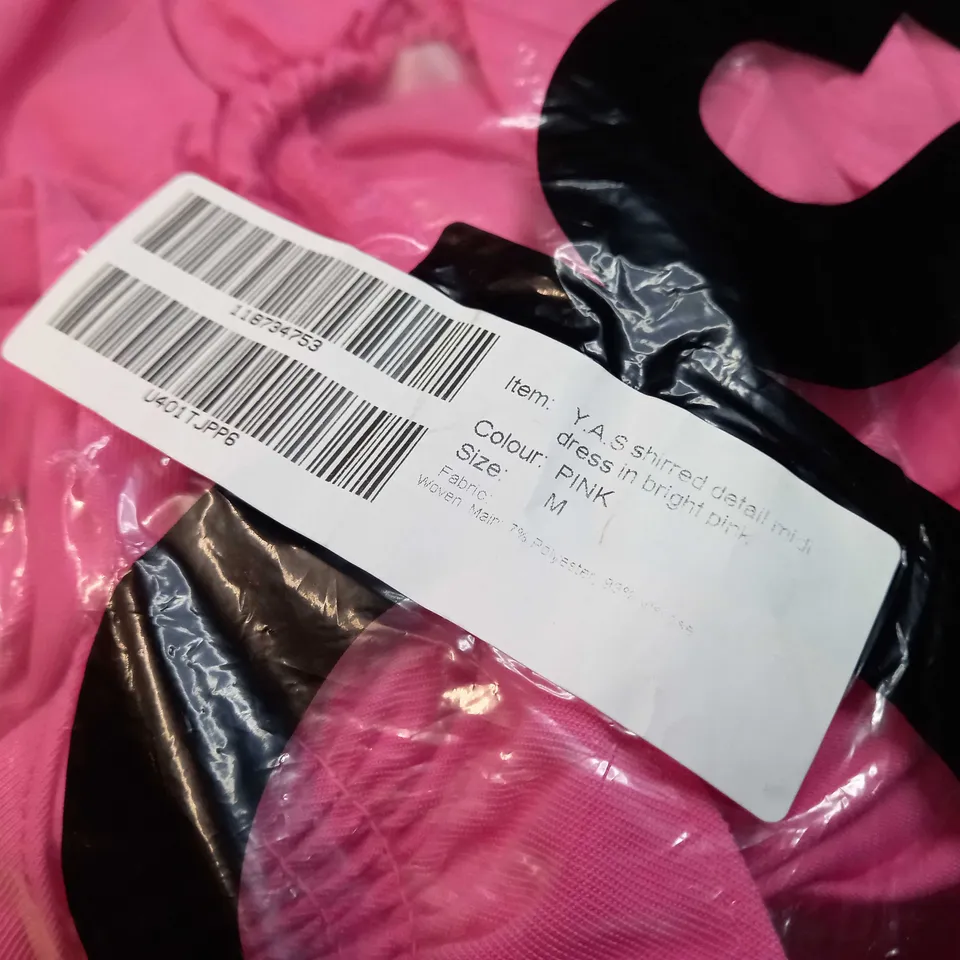 118734753
U401TJPP6
Item: Y.A.S shirred detail midi
dress in bright pink
Colour: PINK
Size: M
Fabric:
Woven Main: 7% Polyester, 93%